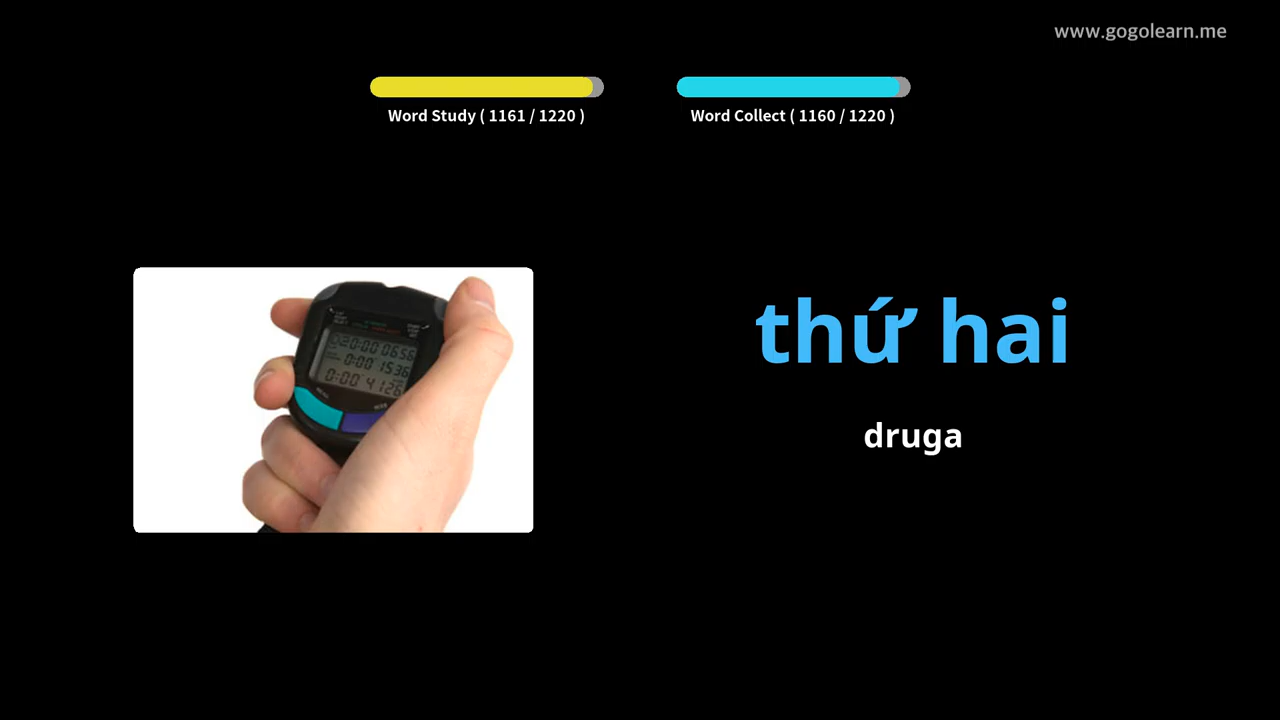 www.gogolearn.me
Word Study ( 1161 / 1220 )
Word Collect ( 1160 / 1220 )
thứ hai
druga